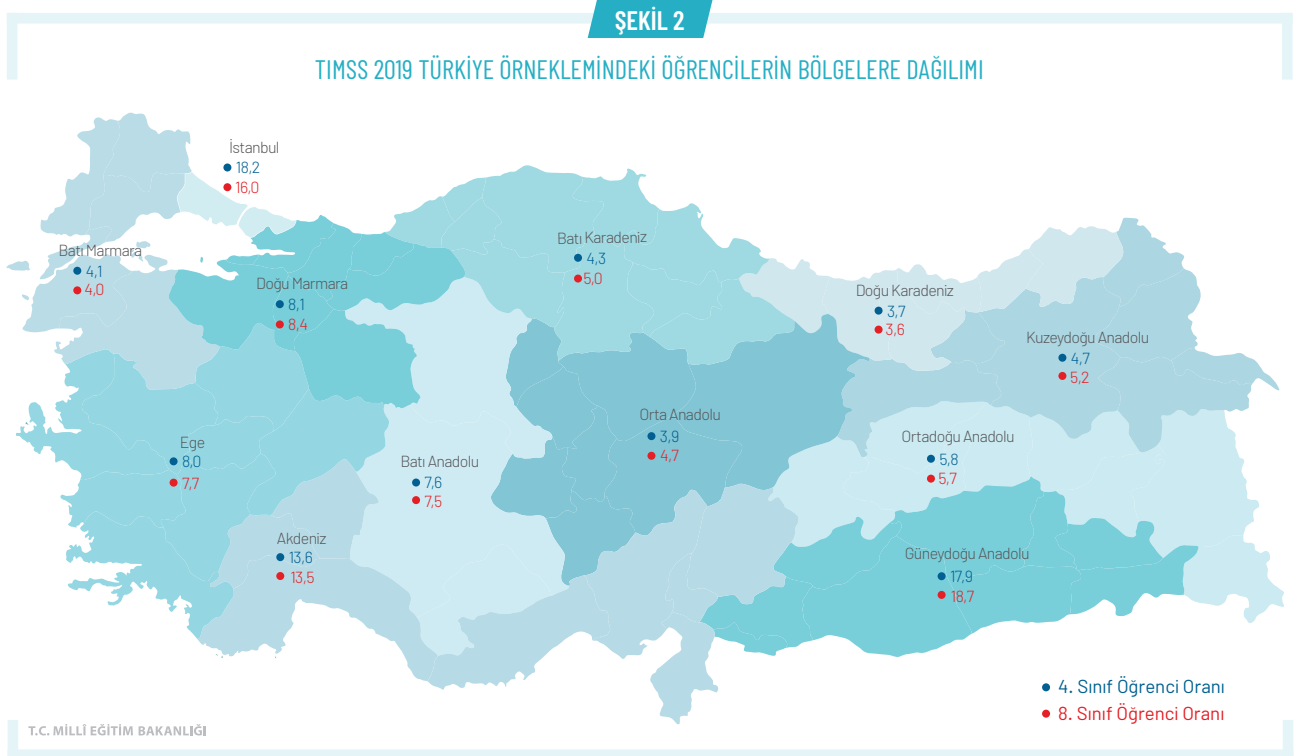 ŞEKİL 2
TIMSS 2019 TÜRKİYE ÖRNEKLEMİNDEKİ ÖĞRENCİLERİN BÖLGELERE DAĞILIMI
İstanbul
18,2
16,0
Batı Marmara
4,1
4,0
Doğu Marmara
8,1
8,4
Batı Karadeniz
4,3
5,0
Doğu Karadeniz
3,7
3,6
Kuzeydoğu Anadolu
4,7
5,2
Orta Anadolu
3,9
4,7
Ortadoğu Anadolu
5,8
5,7
Ege
8,0
7,7
Batı Anadolu
7,6
7,5
Akdeniz
13,6
13,5
Güneydoğu Anadolu
17,9
18,7
4. Sınıf Öğrenci Oranı
8. Sınıf Öğrenci Oranı
T.C. MİLLÎ EĞİTİM BAKANLIĞI